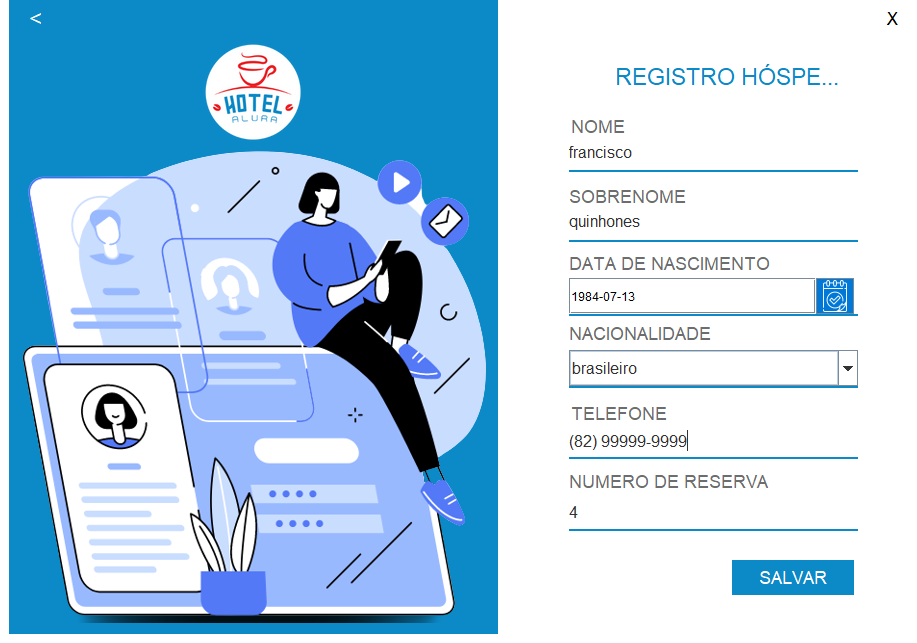 <
X
HOTEL
ALURA
REGISTRO HÓSPE...
NOME
francisco
SOBRENOME
quinhones
DATA DE NASCIMENTO
1984-07-13
NACIONALIDADE
brasileiro
TELEFONE
(82) 99999-9999
NUMERO DE RESERVA
4
SALVAR